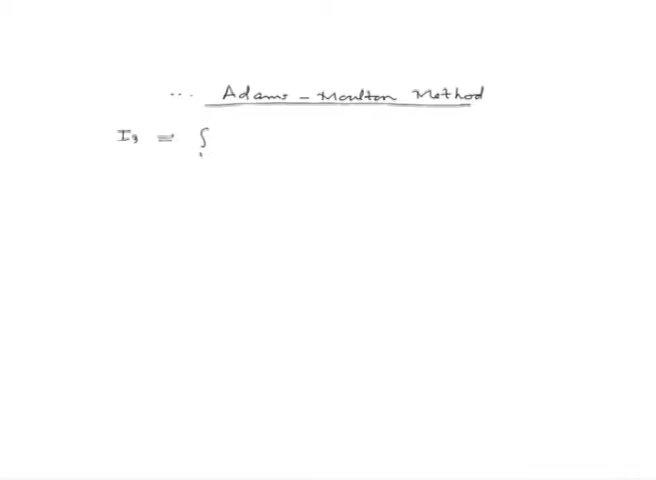 ... Adams - Moulton Method
I₃ = ∫